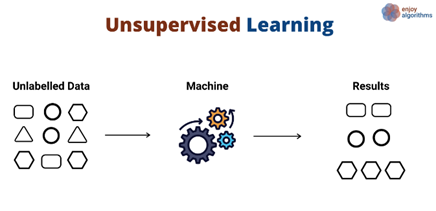 enjoy
algorithms
Unsupervised Learning
Unlabelled Data
Machine
Results